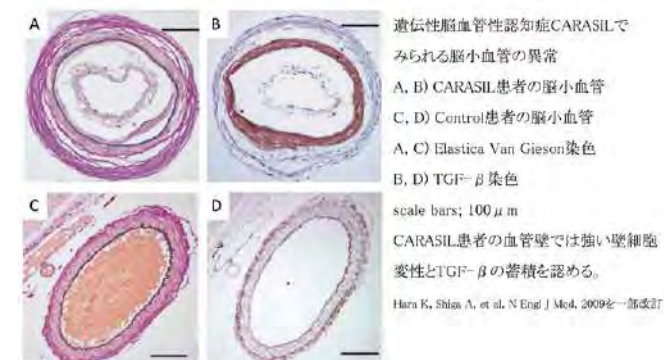 A
B
C
D
遺伝性脳血管性認知症CARASILで
みられる脳小血管の異常
A, B) CARASIL患者の脳小血管
C, D) Control患者の脳小血管
A, C) Elastica Van Gieson染色
B, D) TGF-β染色
scale bars; 100μm
CARASIL患者の血管壁では強い壁細胞
変性とTGF-βの蓄積を認める。
Hara K, Shiga A, et al. N Engl J Med, 2009を一部改訂